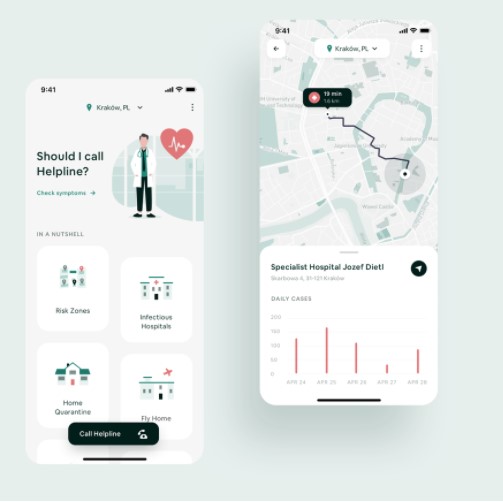 9:41
Kraków, PL
Should I call
Helpline?
Check symptoms
IN A NUTSHELL
Risk Zones
Infectious
Hospitals
Home
Quarantine
Fly Home
Call Helpline
9:41
Kraków, PL
19 min
1.6 km
Wawel Castle
Specialist Hospital Jozef Dietl
Skarbowa 4, 31-121 Kraków
DAILY CASES
200
150
100
50
0
APR 24
APR 25
APR 26
APR 27
APR 28